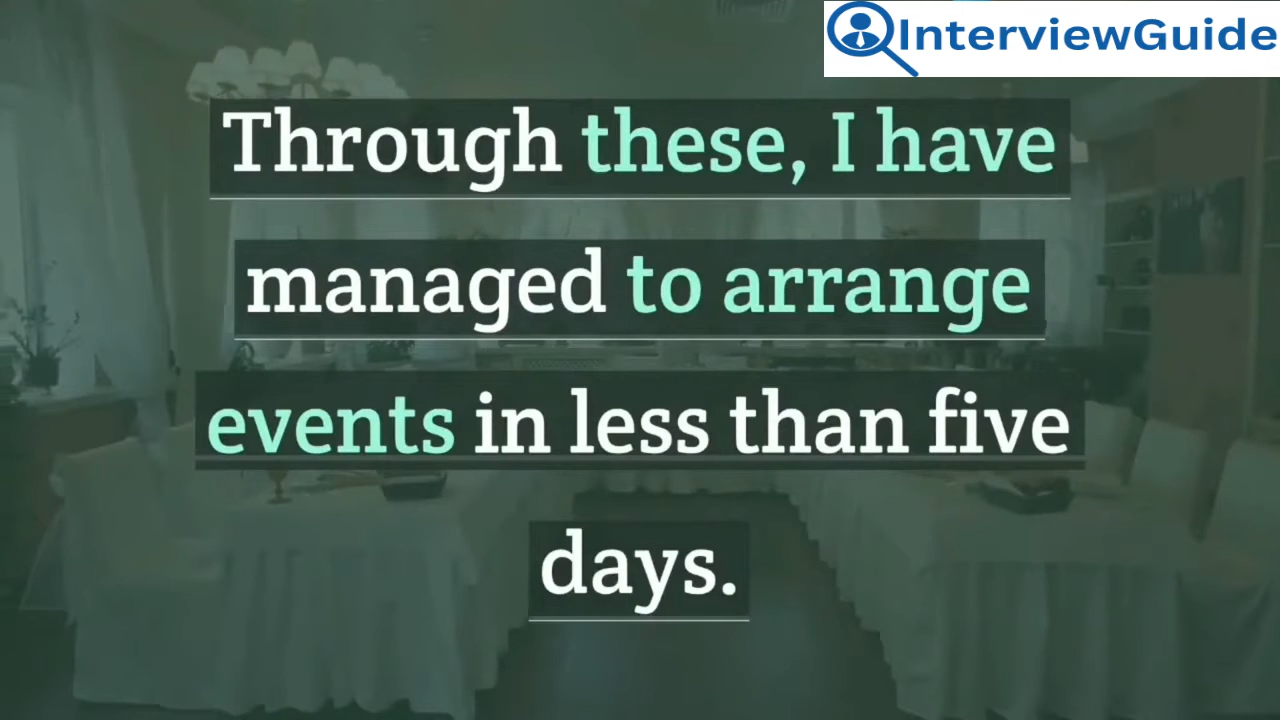 InterviewGuide
Through these, I have
managed to arrange
events in less than five
days.